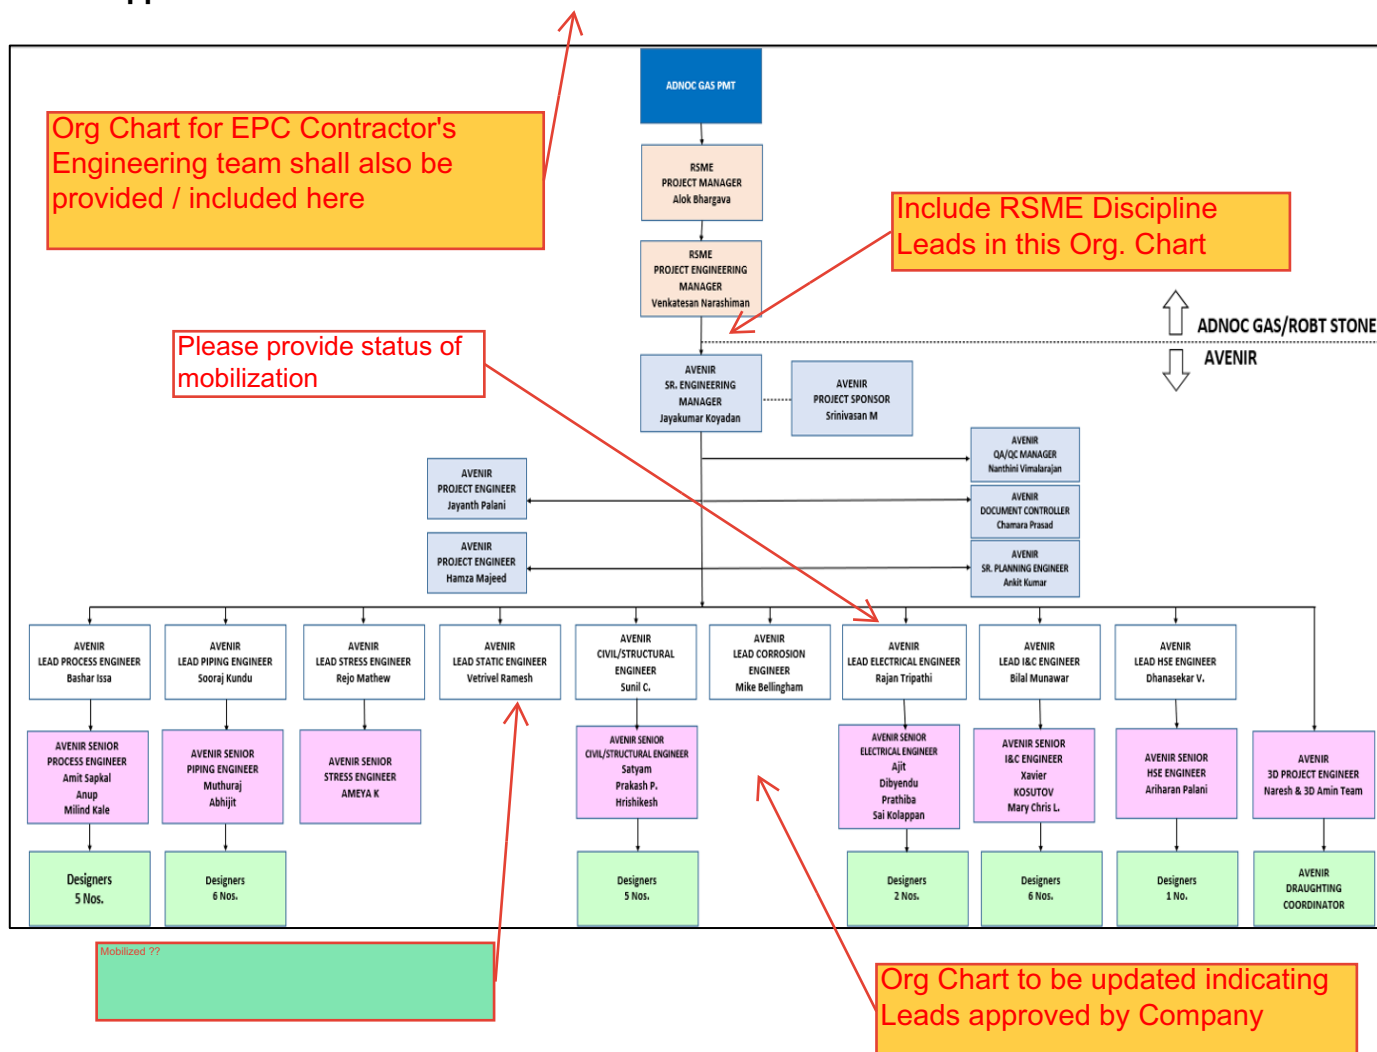 ADNOC GAS PMT
Org Chart for EPC Contractor's
Engineering team shall also be
provided / included here
RSME
PROJECT MANAGER
Alok Bhargava
Include RSME Discipline
Leads in this Org. Chart
RSME
PROJECT ENGINEERING
MANAGER
Venkatesan Narashiman
ADNOC GAS/ROBT STONE
AVENIR
Please provide status of
mobilization
AVENIR
SR. ENGINEERING
MANAGER
Jayakumar Koyadan
AVENIR
PROJECT SPONSOR
Srinivasan M
AVENIR
QA/QC MANAGER
Nanthini Vimalarajan
AVENIR
PROJECT ENGINEER
Jayanth Palani
AVENIR
DOCUMENT CONTROLLER
Chamara Prasad
AVENIR
PROJECT ENGINEER
Hamza Majeed
AVENIR
SR. PLANNING ENGINEER
Ankit Kumar
AVENIR
LEAD PROCESS ENGINEER
Bashar Issa
AVENIR
LEAD PIPING ENGINEER
Sooraj Kundu
AVENIR
LEAD STRESS ENGINEER
Rejo Mathew
AVENIR
LEAD STATIC ENGINEER
Vetrivel Ramesh
AVENIR
CIVIL/STRUCTURAL
ENGINEER
Sunil C.
AVENIR
LEAD CORROSION
ENGINEER
Mike Bellingham
AVENIR
LEAD ELECTRICAL ENGINEER
Rajan Tripathi
AVENIR
LEAD I&C ENGINEER
Bilal Munawar
AVENIR
LEAD HSE ENGINEER
Dhanasekar V.
AVENIR SENIOR
PROCESS ENGINEER
Amit Sapkal
Anup
Milind Kale
AVENIR SENIOR
PIPING ENGINEER
Muthuraj
Abhijit
AVENIR SENIOR
STRESS ENGINEER
AMEYA K
AVENIR SENIOR
CIVIL/STRUCTURAL ENGINEER
Satyam
Prakash P.
Hrishikesh
AVENIR SENIOR
ELECTRICAL ENGINEER
Ajit
Dibyendu
Prathiba
Sai Kolappan
AVENIR SENIOR
I&C ENGINEER
Xavier
KOSUTOV
Mary Chris L.
AVENIR SENIOR
HSE ENGINEER
Ariharan Palani
AVENIR
3D PROJECT ENGINEER
Naresh & 3D Amin Team
Designers
5 Nos.
Designers
6 Nos.
Designers
5 Nos.
Designers
2 Nos.
Designers
6 Nos.
Designers
1 No.
AVENIR
DRAUGHTING
COORDINATOR
Mobilized ??
Org Chart to be updated indicating
Leads approved by Company